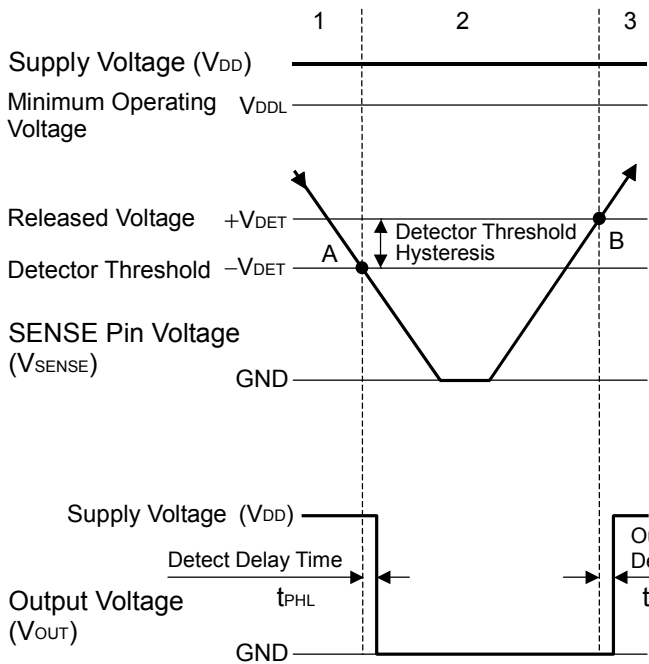 1 2 3
Supply Voltage (VDD)
Minimum Operating Voltage VDDL
Released Voltage +VDET
Detector Threshold Hysteresis
A
B
Detector Threshold −VDET
SENSE Pin Voltage
(VSENSE)
GND
Supply Voltage (VDD)
Detect Delay Time
tPHL
t
Output Voltage
(VOUT)
GND